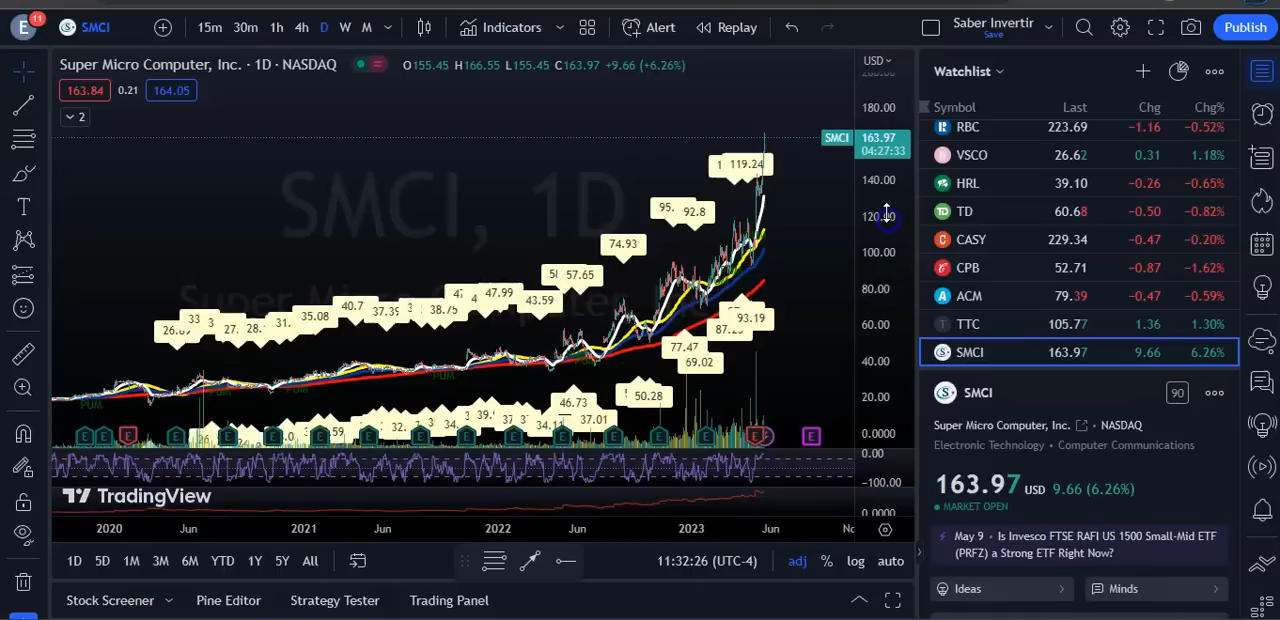 E 11 SMCI 15m 30m 1h 4h D W M Indicators Alert Replay Saber Invertir Save Publish
Super Micro Computer, Inc. · 1D · NASDAQ O155.45 H166.55 L155.45 C163.97 +9.66 (+6.26%)
163.84 0.21 164.05
2
SMCI, 1D
USD
180.00
SMCI 163.97
04:27:33
140.00
120.00
100.00
80.00
60.00
40.00
20.00
0.0000
0.00
−100.00
0.0000
119.24
92.8
74.93
57.65
43.59
47.99
38.75
37.39
40.7
35.08
93.19
77.47
69.02
50.28
46.73
37.01
PUM
TradingView
2020 Jun 2021 Jun 2022 Jun 2023 Jun
1D 5D 1M 3M 6M YTD 1Y 5Y All 11:32:26 (UTC-4) adj % log auto
Stock Screener Pine Editor Strategy Tester Trading Panel
Watchlist
Symbol Last Chg Chg%
RBC 223.69 −1.16 −0.52%
VSCO 26.62 0.31 1.18%
HRL 39.10 −0.26 −0.65%
TD 60.68 −0.50 −0.82%
CASY 229.34 −0.47 −0.20%
CPB 52.71 −0.87 −1.62%
ACM 79.39 −0.47 −0.59%
TTC 105.77 1.36 1.30%
SMCI 163.97 9.66 6.26%
SMCI 90
Super Micro Computer, Inc. • NASDAQ
Electronic Technology • Computer Communications
163.97 USD 9.66 (6.26%)
MARKET OPEN
May 9 • Is Invesco FTSE RAFI US 1500 Small-Mid ETF
(PRFZ) a Strong ETF Right Now?
Ideas Minds